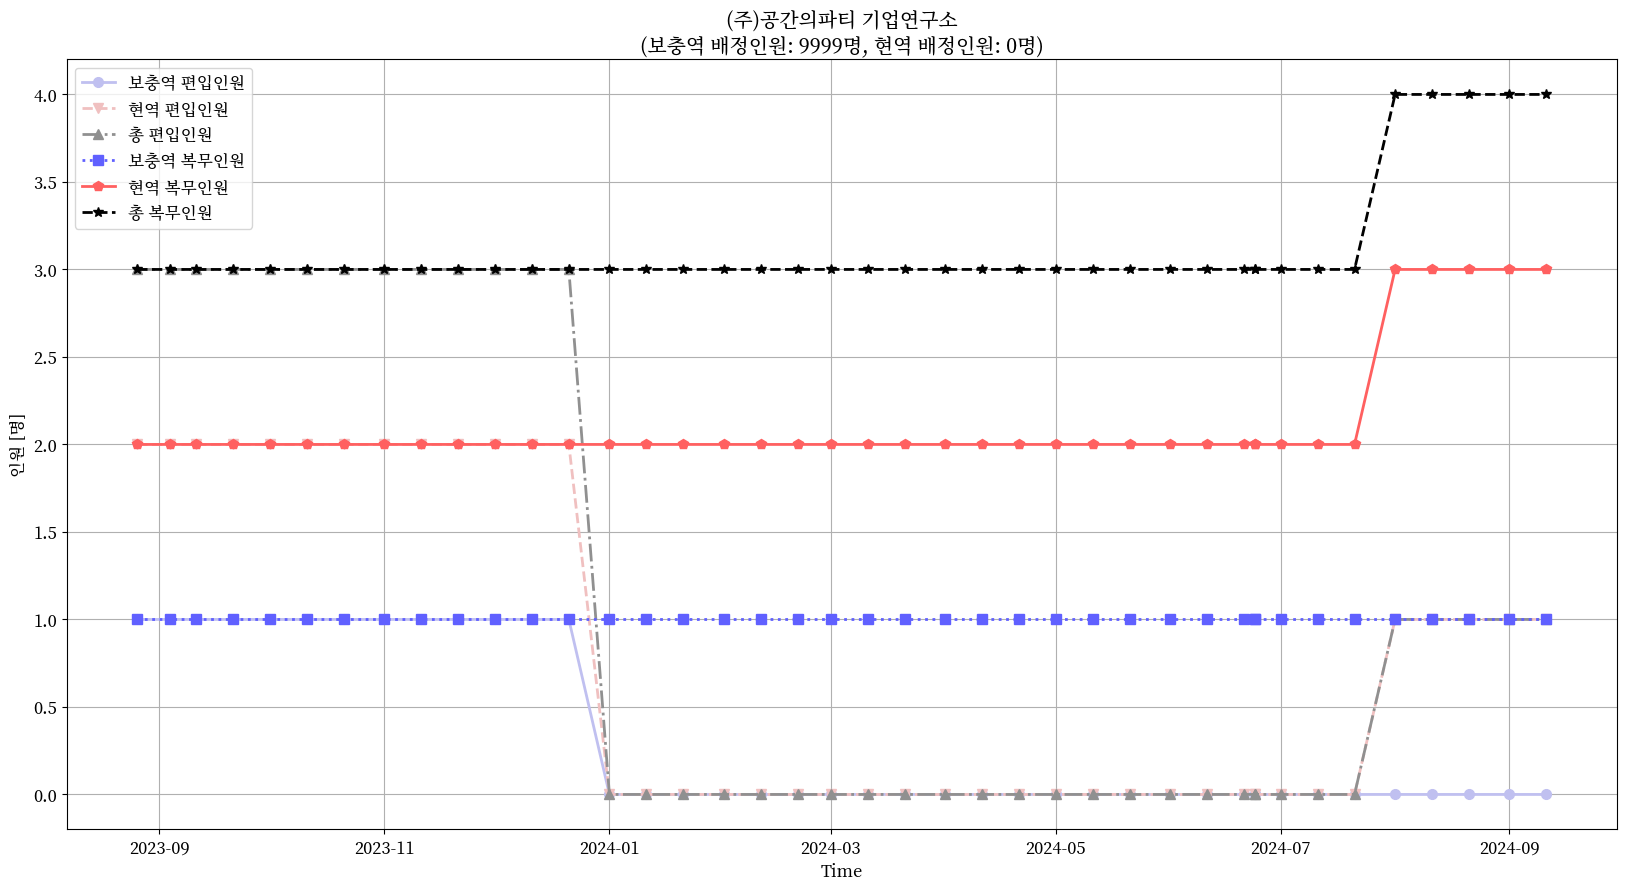 (주)공간의파티 기업연구소
(보충역 배정인원: 9999명, 현역 배정인원: 0명)
보충역 편입인원
현역 편입인원
총 편입인원
보충역 복무인원
현역 복무인원
총 복무인원
4.0
3.5
3.0
2.5
2.0
1.5
1.0
0.5
0.0
인원 [명]
2023-09
2023-11
2024-01
2024-03
2024-05
2024-07
2024-09
Time